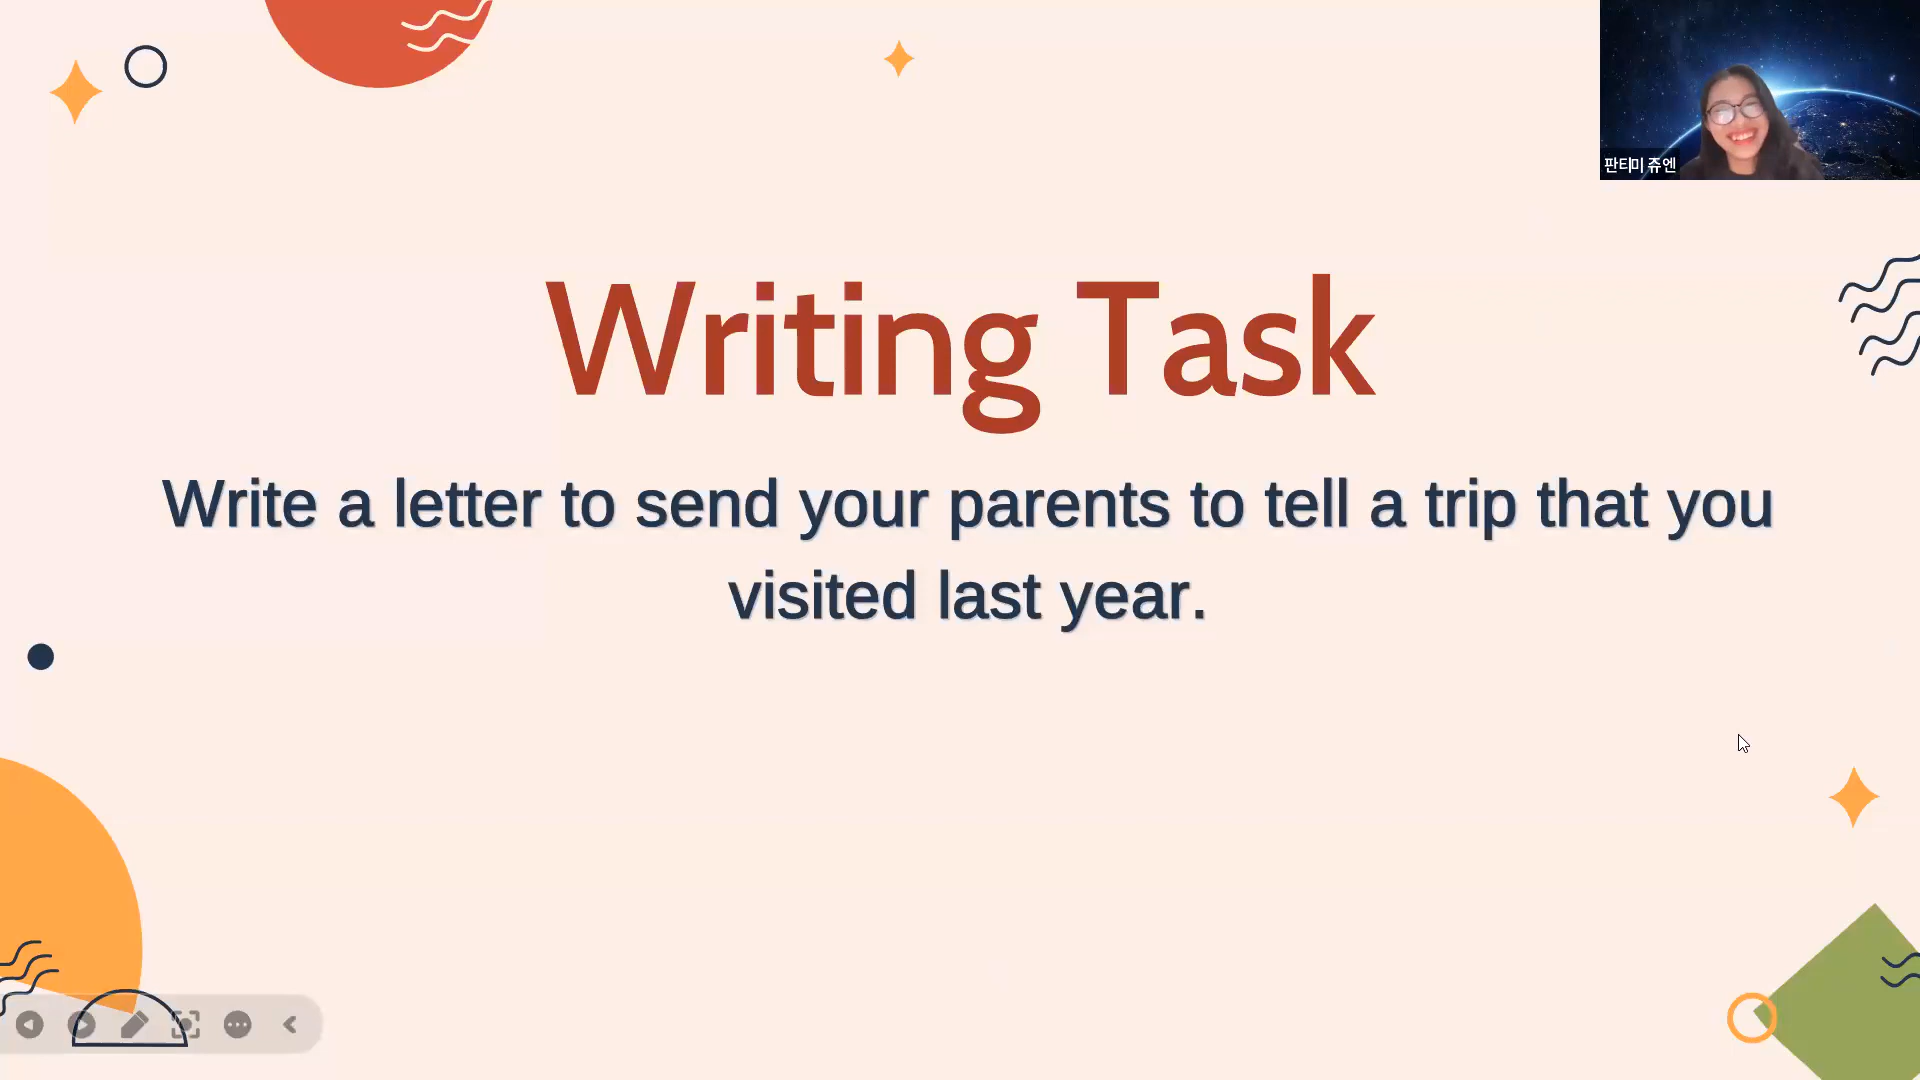 판티미 쥬엔
Writing Task
Write a letter to send your parents to tell a trip that you
visited last year.